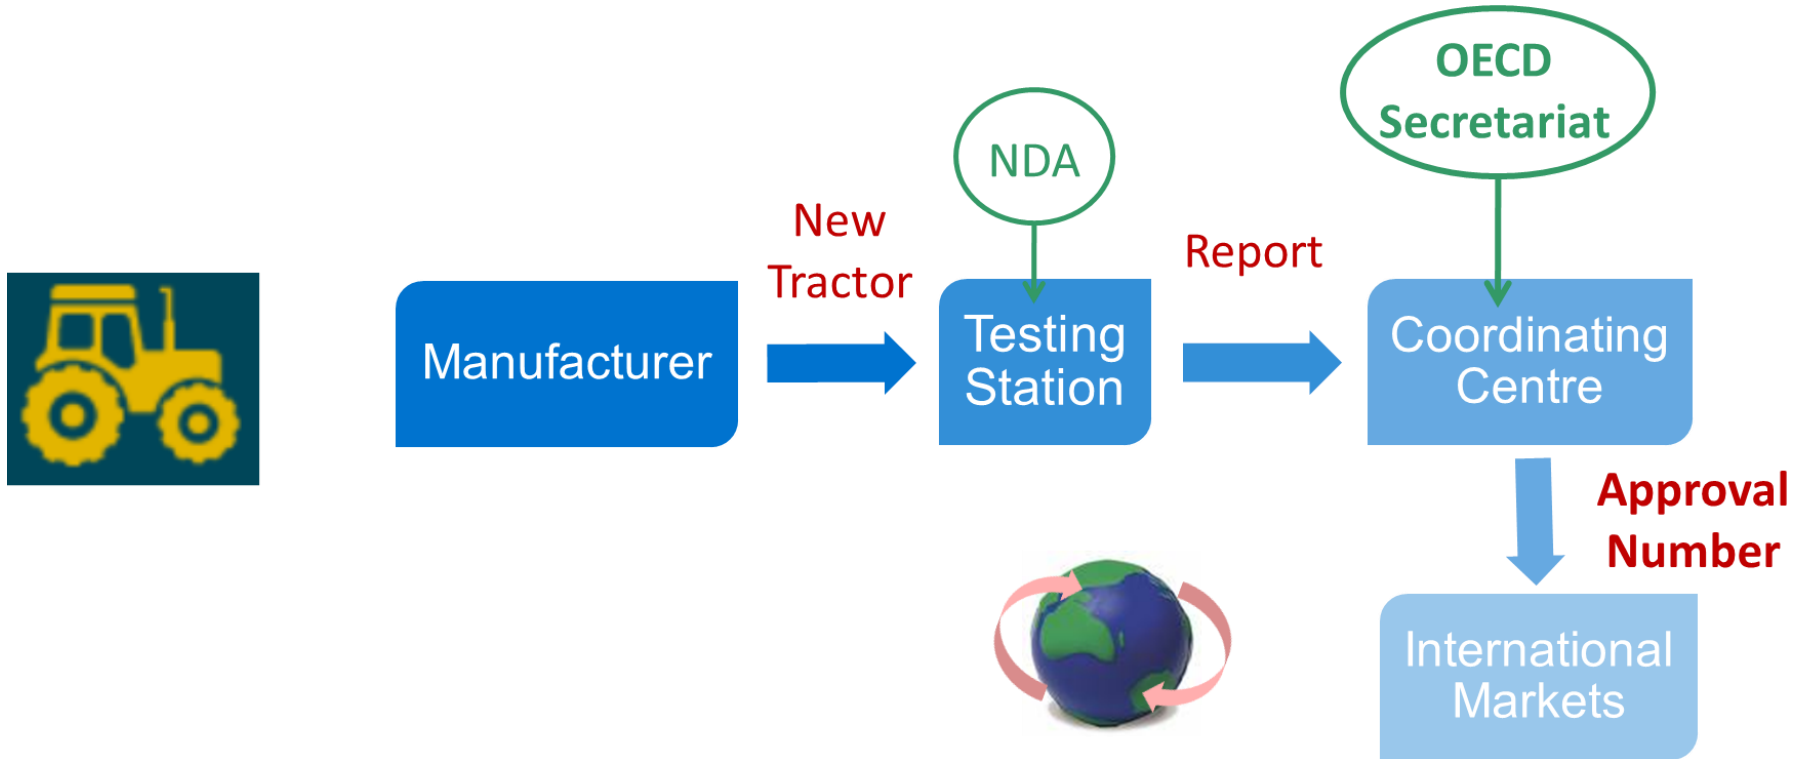 OECD
Secretariat
NDA
New
Tractor
Report
Manufacturer
Testing
Station
Coordinating
Centre
Approval
Number
International
Markets